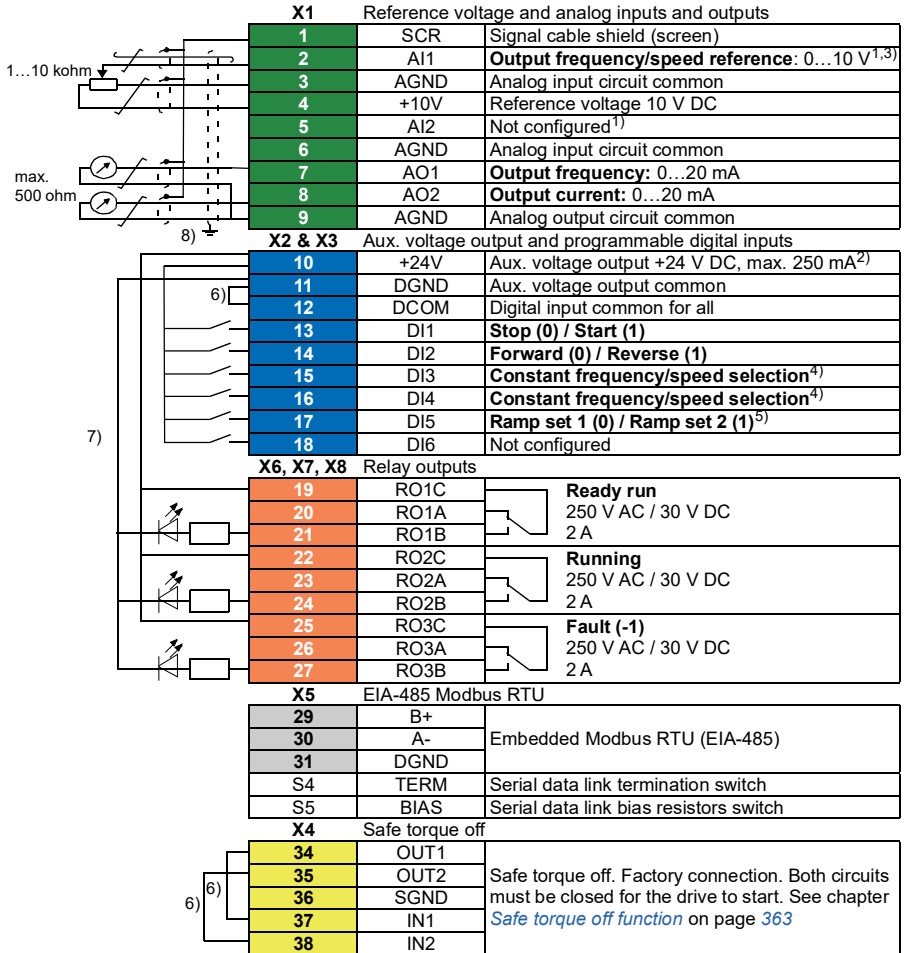 X1 Reference voltage and analog inputs and outputs
1 SCR Signal cable shield (screen)
2 AI1 Output frequency/speed reference: 0…10 V1,3)
1…10 kohm
3 AGND Analog input circuit common
4 +10V Reference voltage 10 V DC
5 AI2 Not configured1)
6 AGND Analog input circuit common
max.
500 ohm
7 AO1 Output frequency: 0…20 mA
8 AO2 Output current: 0…20 mA
9 AGND Analog output circuit common
8)
X2 & X3 Aux. voltage output and programmable digital inputs
10 +24V Aux. voltage output +24 V DC, max. 250 mA2)
11 DGND Aux. voltage output common
6)
12 DCOM Digital input common for all
13 DI1 Stop (0) / Start (1)
14 DI2 Forward (0) / Reverse (1)
15 DI3 Constant frequency/speed selection4)
16 DI4 Constant frequency/speed selection4)
17 DI5 Ramp set 1 (0) / Ramp set 2 (1)5)
7)
18 DI6 Not configured
X6, X7, X8 Relay outputs
19 RO1C Ready run
20 RO1A 250 V AC / 30 V DC
21 RO1B 2 A
22 RO2C Running
23 RO2A 250 V AC / 30 V DC
24 RO2B 2 A
25 RO3C Fault (-1)
26 RO3A 250 V AC / 30 V DC
27 RO3B 2 A
X5 EIA-485 Modbus RTU
29 B+
30 A- Embedded Modbus RTU (EIA-485)
31 DGND
S4 TERM Serial data link termination switch
S5 BIAS Serial data link bias resistors switch
X4 Safe torque off
34 OUT1
35 OUT2 Safe torque off. Factory connection. Both circuits
6) 6) 36 SGND must be closed for the drive to start. See chapter
37 IN1 Safe torque off function on page 363
38 IN2